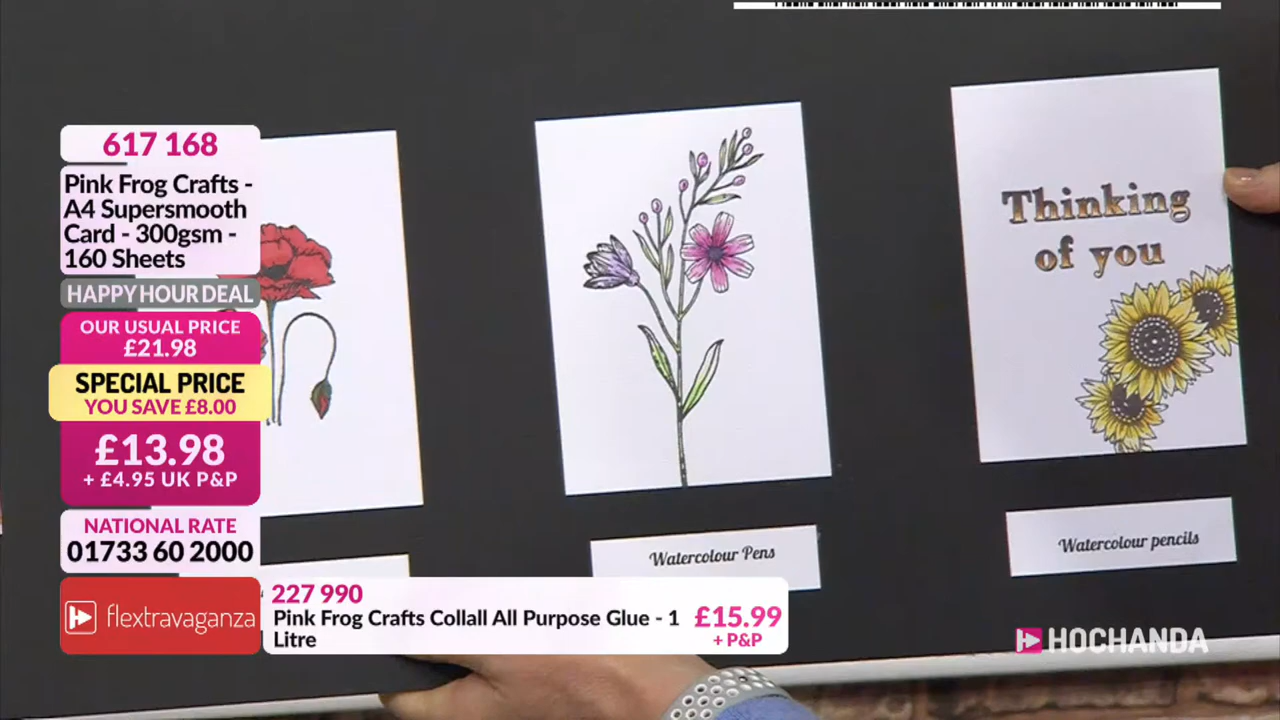 617 168
Pink Frog Crafts -
A4 Supersmooth
Card - 300gsm -
160 Sheets
HAPPY HOUR DEAL
OUR USUAL PRICE
£21.98
SPECIAL PRICE
YOU SAVE £8.00
£13.98
+ £4.95 UK P&P
NATIONAL RATE
01733 60 2000
flextravaganza
227 990
Pink Frog Crafts Collall All Purpose Glue - 1
Litre
£15.99
+ P&P
Thinking
of you
Watercolour Pens
Watercolour pencils
HOCHANDA